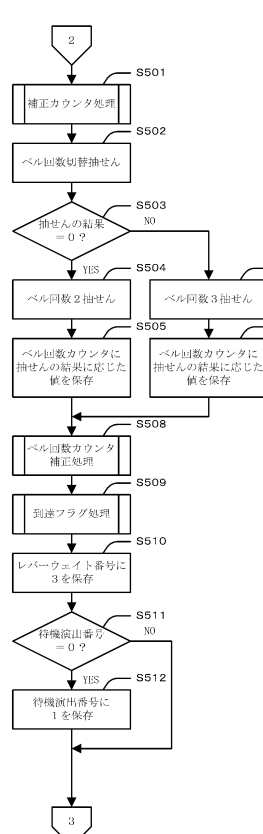 2
S501
補正カウンタ処理
S502
ベル回数切替抽せん
S503
抽せんの結果
＝０？
NO
YES
S504
ベル回数２抽せん
ベル回数３抽せん
S505
ベル回数カウンタに
抽せんの結果に応じた
値を保存
ベル回数カウンタに
抽せんの結果に応じた
値を保存
S508
ベル回数カウンタ
補正処理
S509
到達フラグ処理
S510
レバーウェイト番号に
３を保存
S511
待機演出番号
＝０？
NO
YES
S512
待機演出番号に
１を保存
3